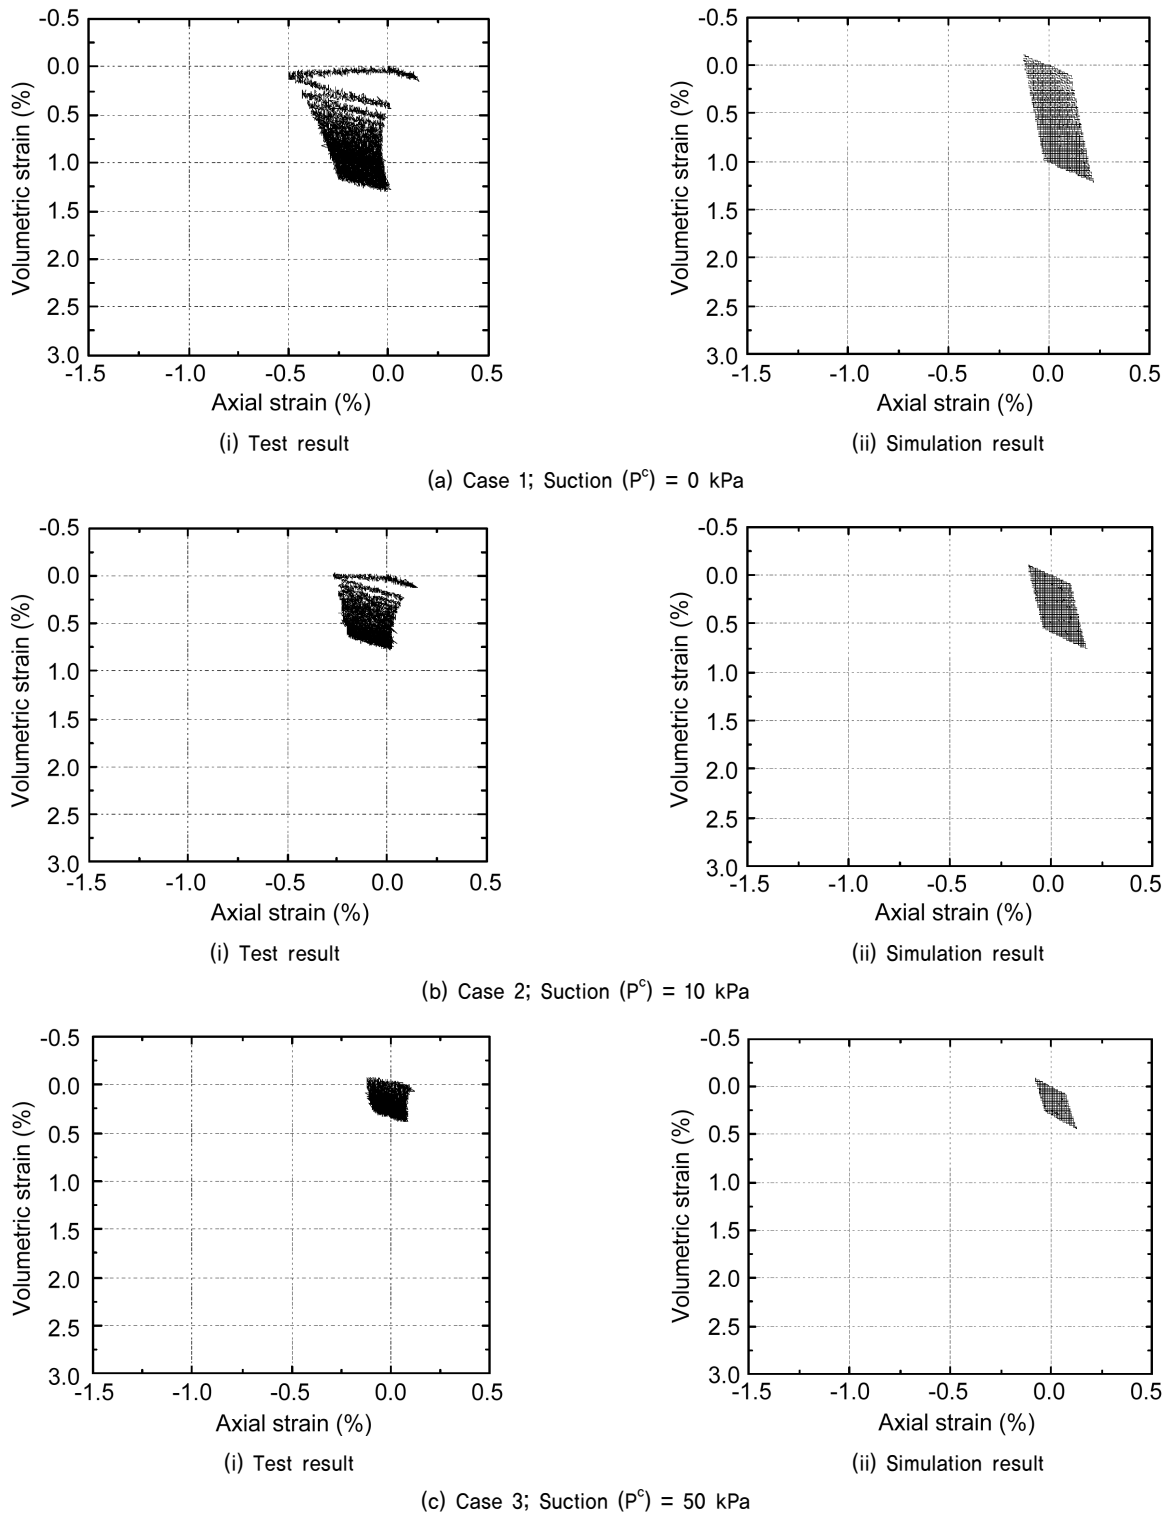 -0.5
0.0
0.5
1.0
1.5
2.0
2.5
3.0
Volumetric strain (%)
-1.5 -1.0 -0.5 0.0 0.5
Axial strain (%)
(i) Test result
-0.5
0.0
0.5
1.0
1.5
2.0
2.5
3.0
Volumetric strain (%)
-1.5 -1.0 -0.5 0.0 0.5
Axial strain (%)
(ii) Simulation result
(a) Case 1; Suction (Pᶜ) = 0 kPa
-0.5
0.0
0.5
1.0
1.5
2.0
2.5
3.0
Volumetric strain (%)
-1.5 -1.0 -0.5 0.0 0.5
Axial strain (%)
(i) Test result
-0.5
0.0
0.5
1.0
1.5
2.0
2.5
3.0
Volumetric strain (%)
-1.5 -1.0 -0.5 0.0 0.5
Axial strain (%)
(ii) Simulation result
(b) Case 2; Suction (Pᶜ) = 10 kPa
-0.5
0.0
0.5
1.0
1.5
2.0
2.5
3.0
Volumetric strain (%)
-1.5 -1.0 -0.5 0.0 0.5
Axial strain (%)
(i) Test result
-0.5
0.0
0.5
1.0
1.5
2.0
2.5
3.0
Volumetric strain (%)
-1.5 -1.0 -0.5 0.0 0.5
Axial strain (%)
(ii) Simulation result
(c) Case 3; Suction (Pᶜ) = 50 kPa